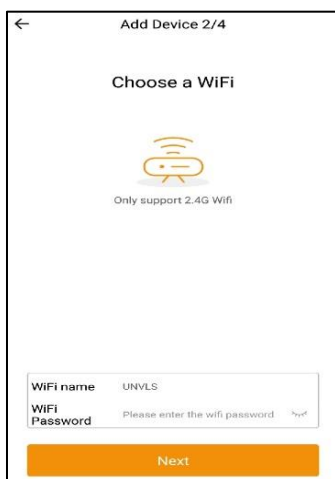 Add Device 2/4
Choose a WiFi
Only support 2.4G Wifi
WiFi name UNVLS
WiFi
Password Please enter the wifi password
Next